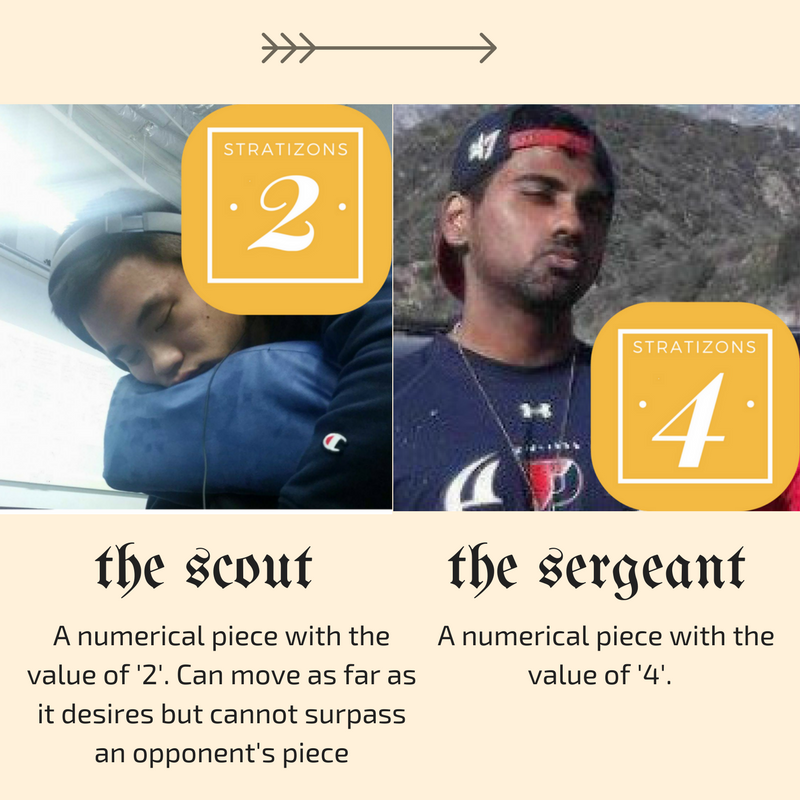 STRATIZONS
2
STRATIZONS
4
the scout
A numerical piece with the
value of '2'. Can move as far as
it desires but cannot surpass
an opponent's piece
the sergeant
A numerical piece with the
value of '4'.